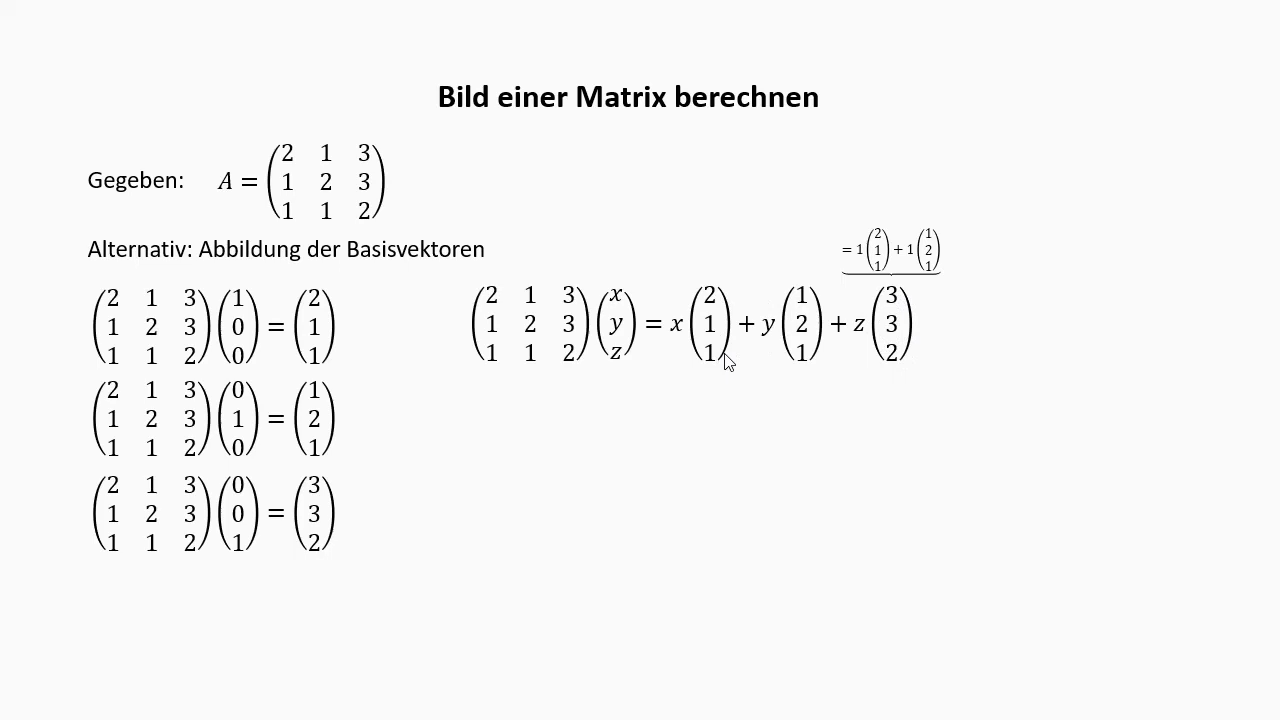 Bild einer Matrix berechnen
Gegeben: A = (2 1 3; 1 2 3; 1 1 2)
Alternativ: Abbildung der Basisvektoren
= 1 (2; 1; 1) + 1 (1; 2; 1)
(2 1 3; 1 2 3; 1 1 2) (1; 0; 0) = (2; 1; 1)
(2 1 3; 1 2 3; 1 1 2) (x; y; z) = x (2; 1; 1) + y (1; 2; 1) + z (3; 3; 2)
(2 1 3; 1 2 3; 1 1 2) (0; 1; 0) = (1; 2; 1)
(2 1 3; 1 2 3; 1 1 2) (0; 0; 1) = (3; 3; 2)